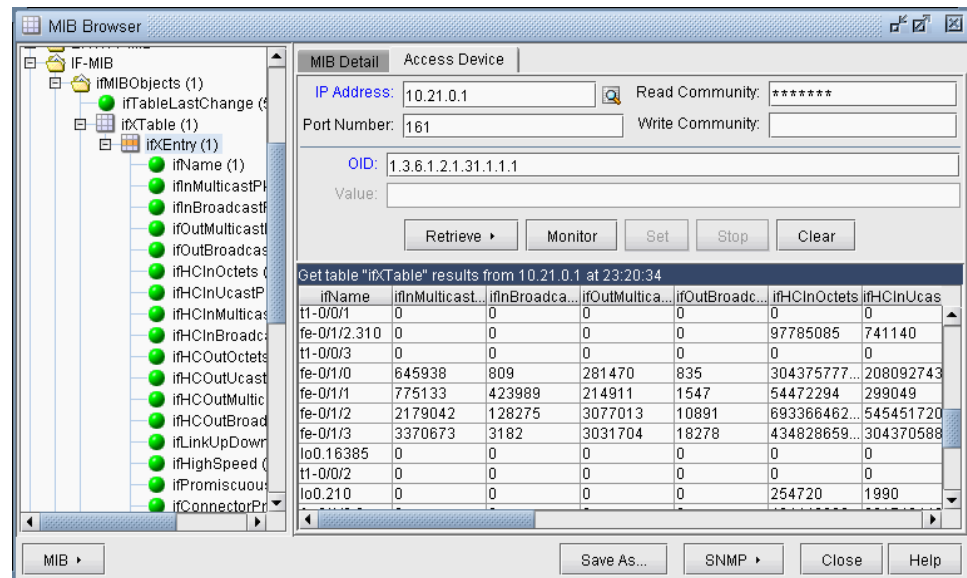 MIB Browser
IF-MIB
ifMIBObjects (1)
ifTableLastChange
ifXTable (1)
ifXEntry (1)
ifName (1)
ifInMulticastPk
ifInBroadcast
ifOutMulticast
ifOutBroadcas
ifHCInOctets (
ifHCInUcastP
ifHCInMulticas
ifHCInBroadc
ifHCOutOctets
ifHCOutUcast
ifHCOutMultic
ifHCOutBroad
ifLinkUpDown
ifHighSpeed (
ifPromiscuou
ifConnectorPr
MIB Detail Access Device
IP Address: 10.21.0.1 Read Community: *******
Port Number: 161 Write Community:
OID: 1.3.6.1.2.1.31.1.1.1
Value:
Retrieve Monitor Set Stop Clear
Get table "ifXTable" results from 10.21.0.1 at 23:20:34
ifName ifInMulticast... ifInBroadca... ifOutMultica... ifOutBroadc... ifHCInOctets ifHCInUcas
t1-0/0/1 0 0 0 0 0 0
fe-0/1/2.310 0 0 0 0 97785085 741140
t1-0/0/3 0 0 0 0 0 0
fe-0/1/0 645938 809 281470 835 304375777... 208092743
fe-0/1/1 775133 423989 214911 1547 54472294 299049
fe-0/1/2 2179042 128275 3077013 10891 693366462... 545451720
fe-0/1/3 3370673 3182 3031704 18278 434828659... 304370588
lo0.16385 0 0 0 0 0 0
t1-0/0/2 0 0 0 0 0 0
lo0.210 0 0 0 0 254720 1990
MIB Save As... SNMP Close Help